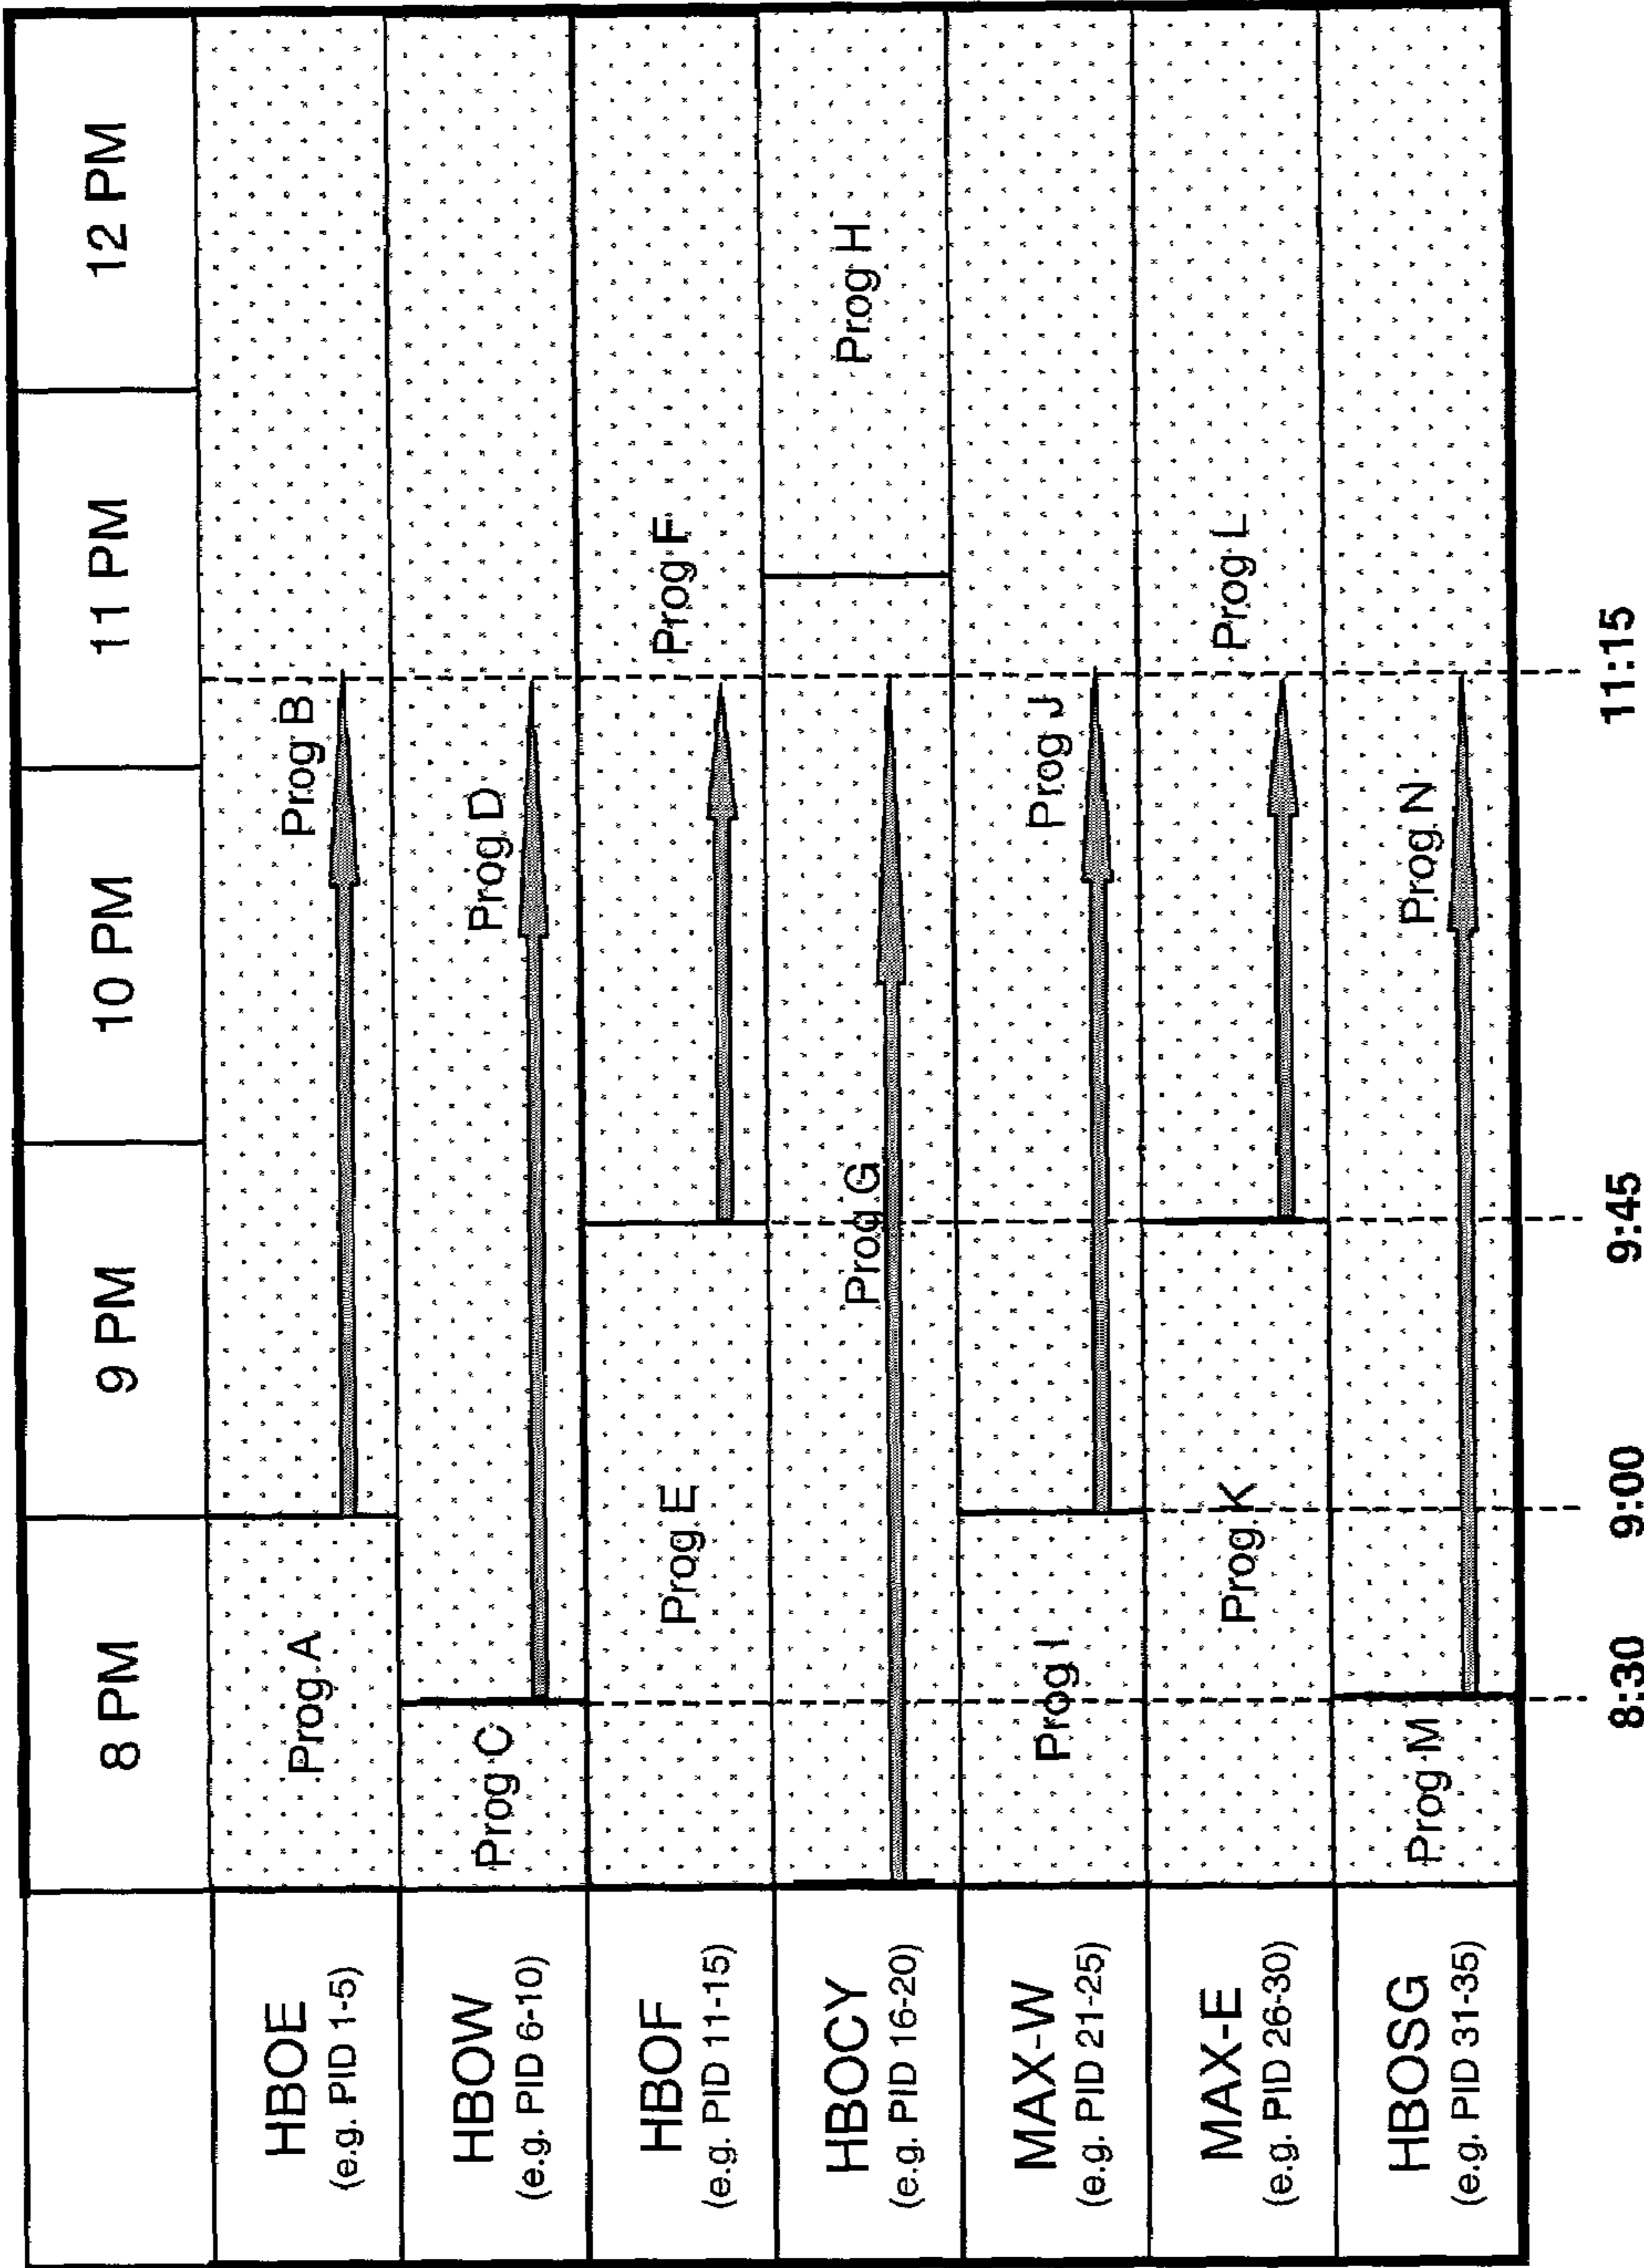 8 PM 9 PM 10 PM 11 PM 12 PM
HBOE
(e.g. PID 1-5)
Prog A
Prog B
HBOW
(e.g. PID 6-10)
Prog C
Prog D
HBOF
(e.g. PID 11-15)
Prog E
Prog F
HBOCY
(e.g. PID 16-20)
Prog G
Prog H
MAX-W
(e.g. PID 21-25)
Prog I
Prog J
MAX-E
(e.g. PID 26-30)
Prog K
Prog L
HBOSG
(e.g. PID 31-35)
Prog M
Prog N
8:30 9:00 9:45 11:15